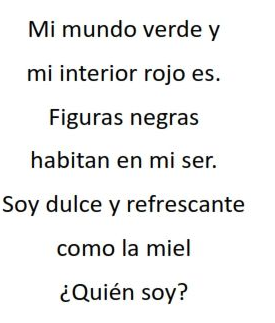 Mi mundo verde y
mi interior rojo es.
Figuras negras
habitan en mi ser.
Soy dulce y refrescante
como la miel
¿Quién soy?